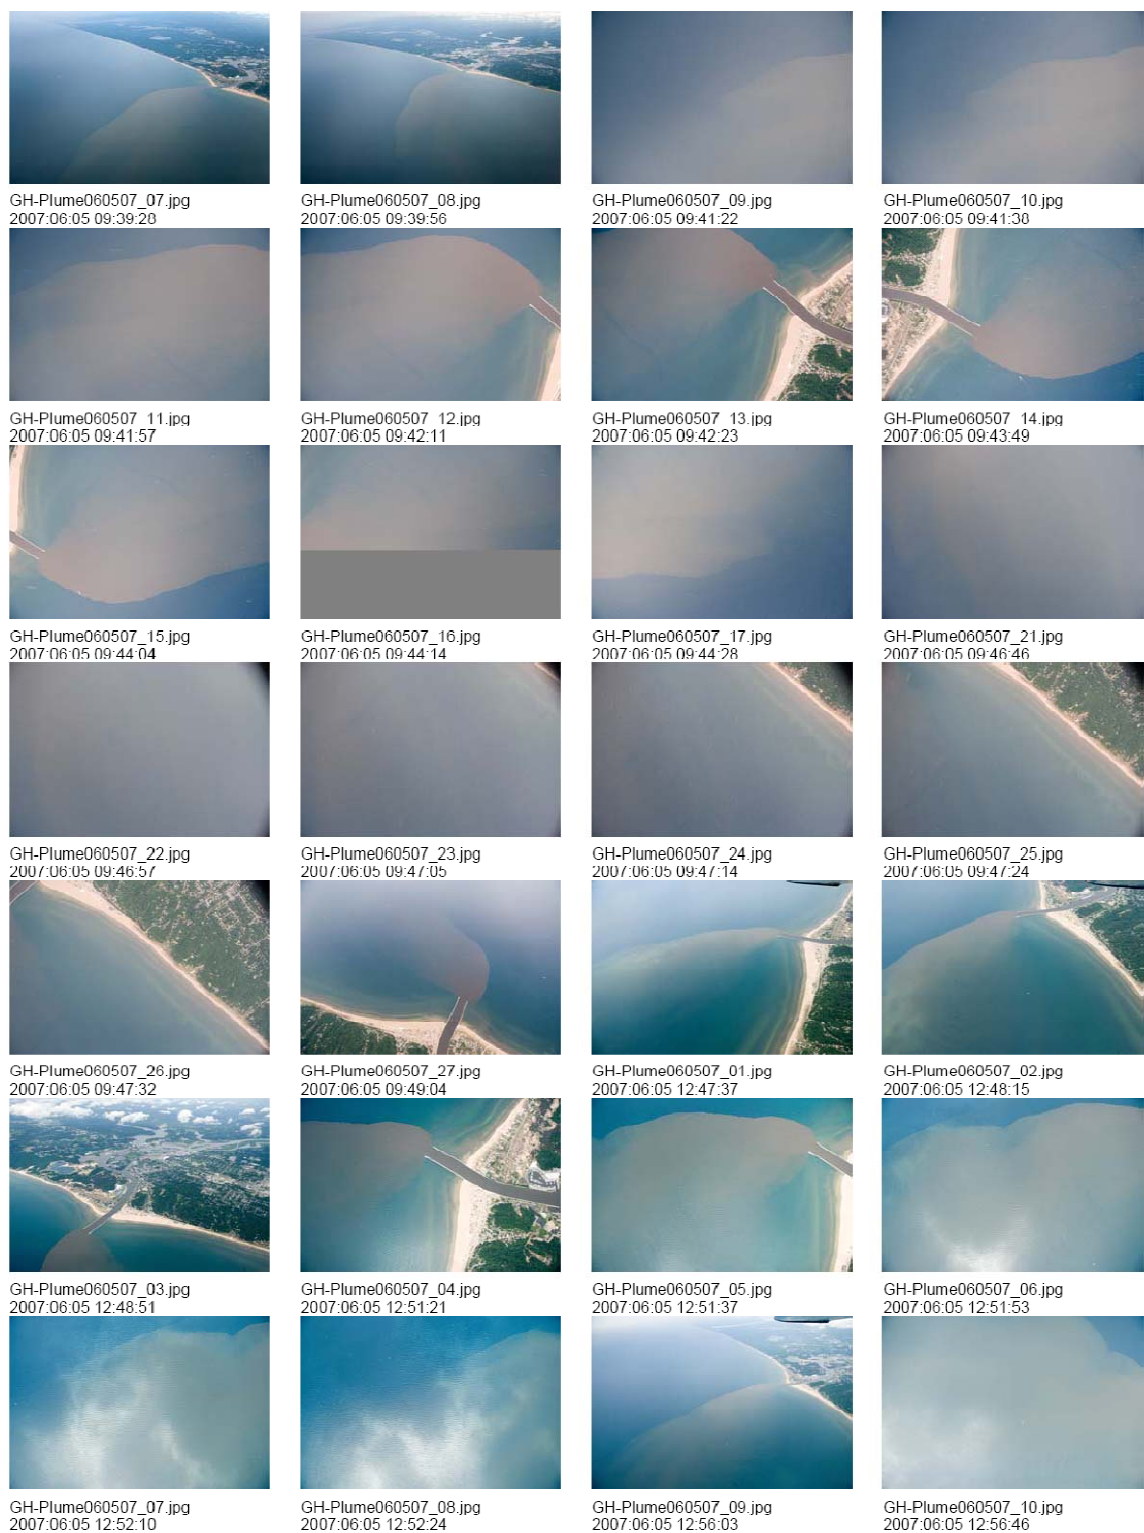 GH-Plume060507_07.jpg
2007:06:05 09:39:28
GH-Plume060507_08.jpg
2007:06:05 09:39:56
GH-Plume060507_09.jpg
2007:06:05 09:41:22
GH-Plume060507_10.jpg
2007:06:05 09:41:38
GH-Plume060507_11.jpg
2007:06:05 09:41:57
GH-Plume060507_12.jpg
2007:06:05 09:42:11
GH-Plume060507_13.jpg
2007:06:05 09:42:23
GH-Plume060507_14.jpg
2007:06:05 09:43:49
GH-Plume060507_15.jpg
2007:06:05 09:44:04
GH-Plume060507_16.jpg
2007:06:05 09:44:14
GH-Plume060507_17.jpg
2007:06:05 09:44:28
GH-Plume060507_21.jpg
2007:06:05 09:46:46
GH-Plume060507_22.jpg
2007:06:05 09:46:57
GH-Plume060507_23.jpg
2007:06:05 09:47:05
GH-Plume060507_24.jpg
2007:06:05 09:47:14
GH-Plume060507_25.jpg
2007:06:05 09:47:24
GH-Plume060507_26.jpg
2007:06:05 09:47:32
GH-Plume060507_27.jpg
2007:06:05 09:49:04
GH-Plume060507_01.jpg
2007:06:05 12:47:37
GH-Plume060507_02.jpg
2007:06:05 12:48:15
GH-Plume060507_03.jpg
2007:06:05 12:48:51
GH-Plume060507_04.jpg
2007:06:05 12:51:21
GH-Plume060507_05.jpg
2007:06:05 12:51:37
GH-Plume060507_06.jpg
2007:06:05 12:51:53
GH-Plume060507_07.jpg
2007:06:05 12:52:10
GH-Plume060507_08.jpg
2007:06:05 12:52:24
GH-Plume060507_09.jpg
2007:06:05 12:56:03
GH-Plume060507_10.jpg
2007:06:05 12:56:46